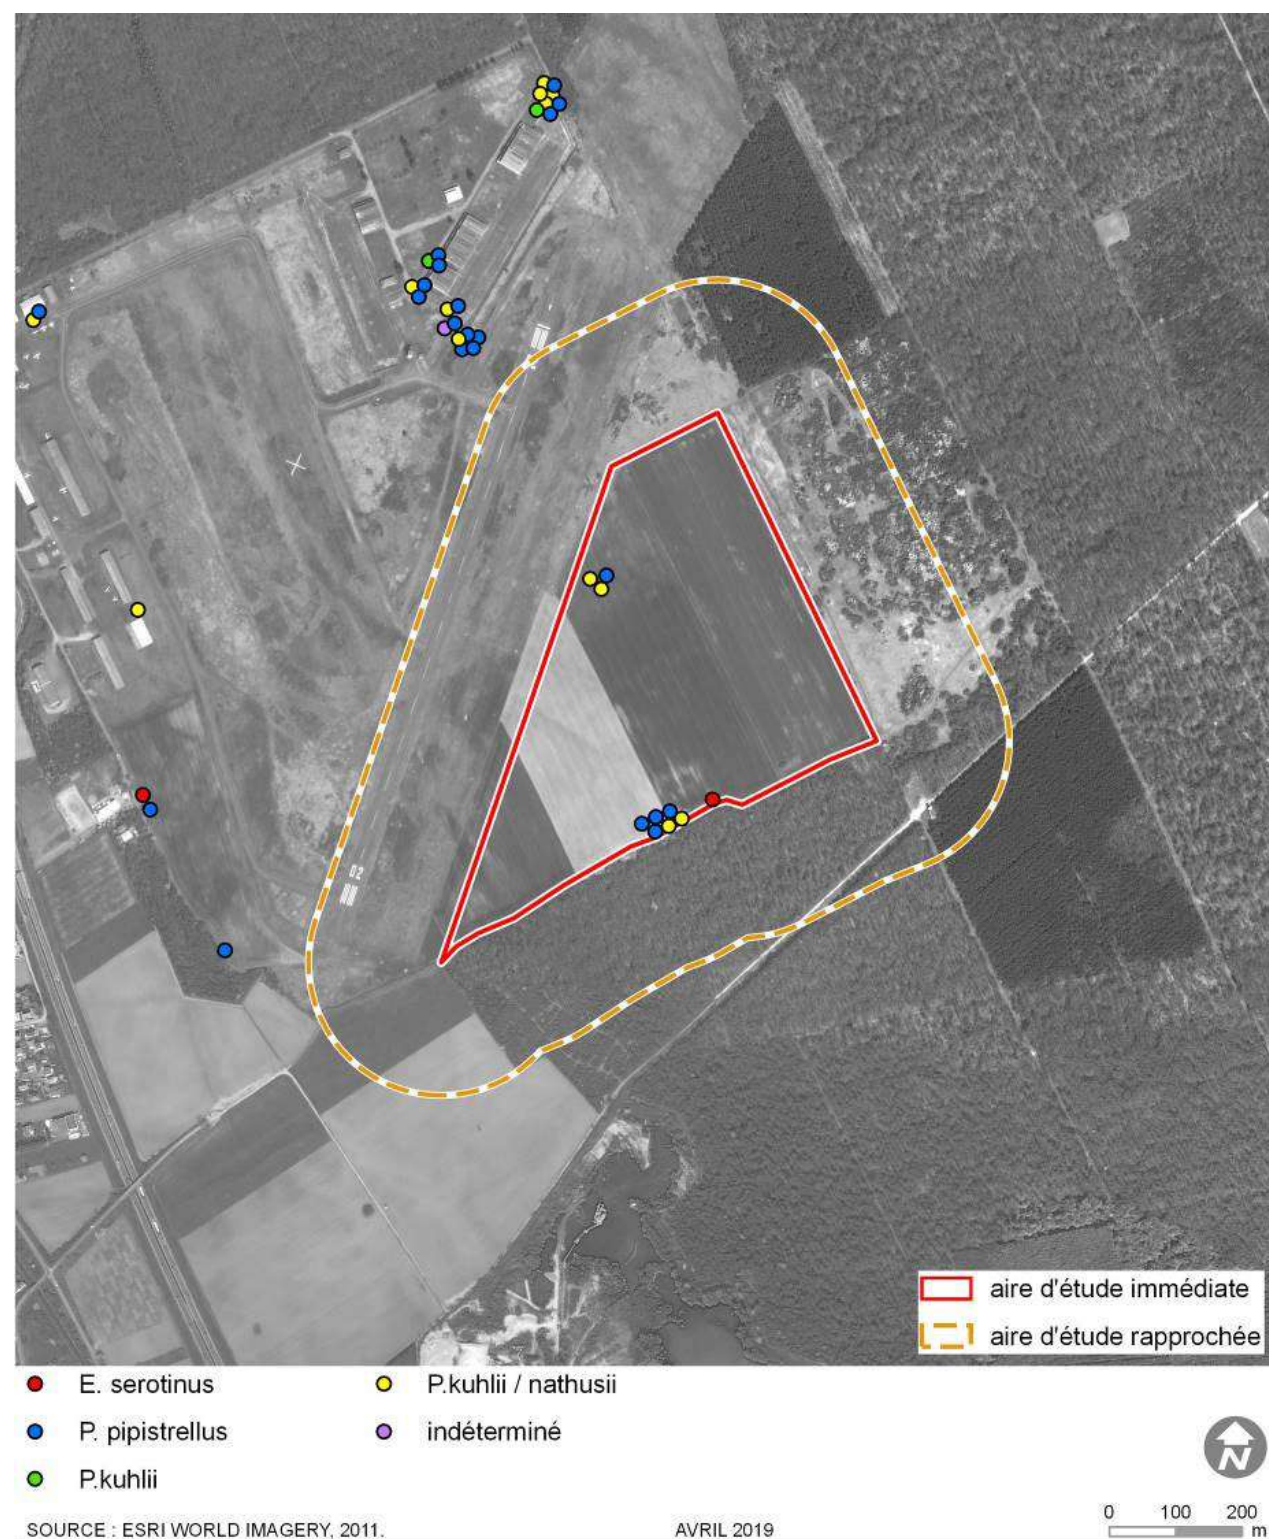 aire d'étude immédiate
aire d'étude rapprochée
E. serotinus
P.kuhlii / nathusii
P. pipistrellus
indéterminé
P.kuhlii
N
0 100 200
m
SOURCE : ESRI WORLD IMAGERY, 2011.
AVRIL 2019